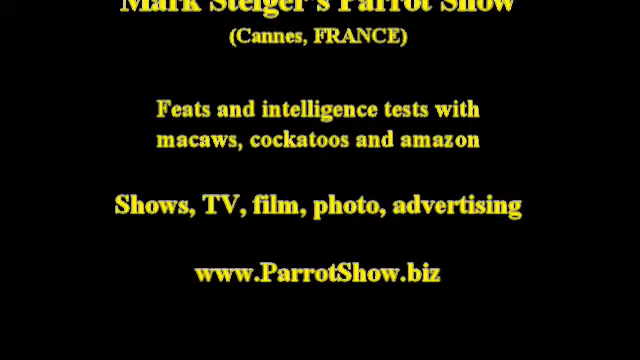 Mark Steiger's Parrot Show
(Cannes, FRANCE)
Feats and intelligence tests with
macaws, cockatoos and amazon
Shows, TV, film, photo, advertising
www.ParrotShow.biz